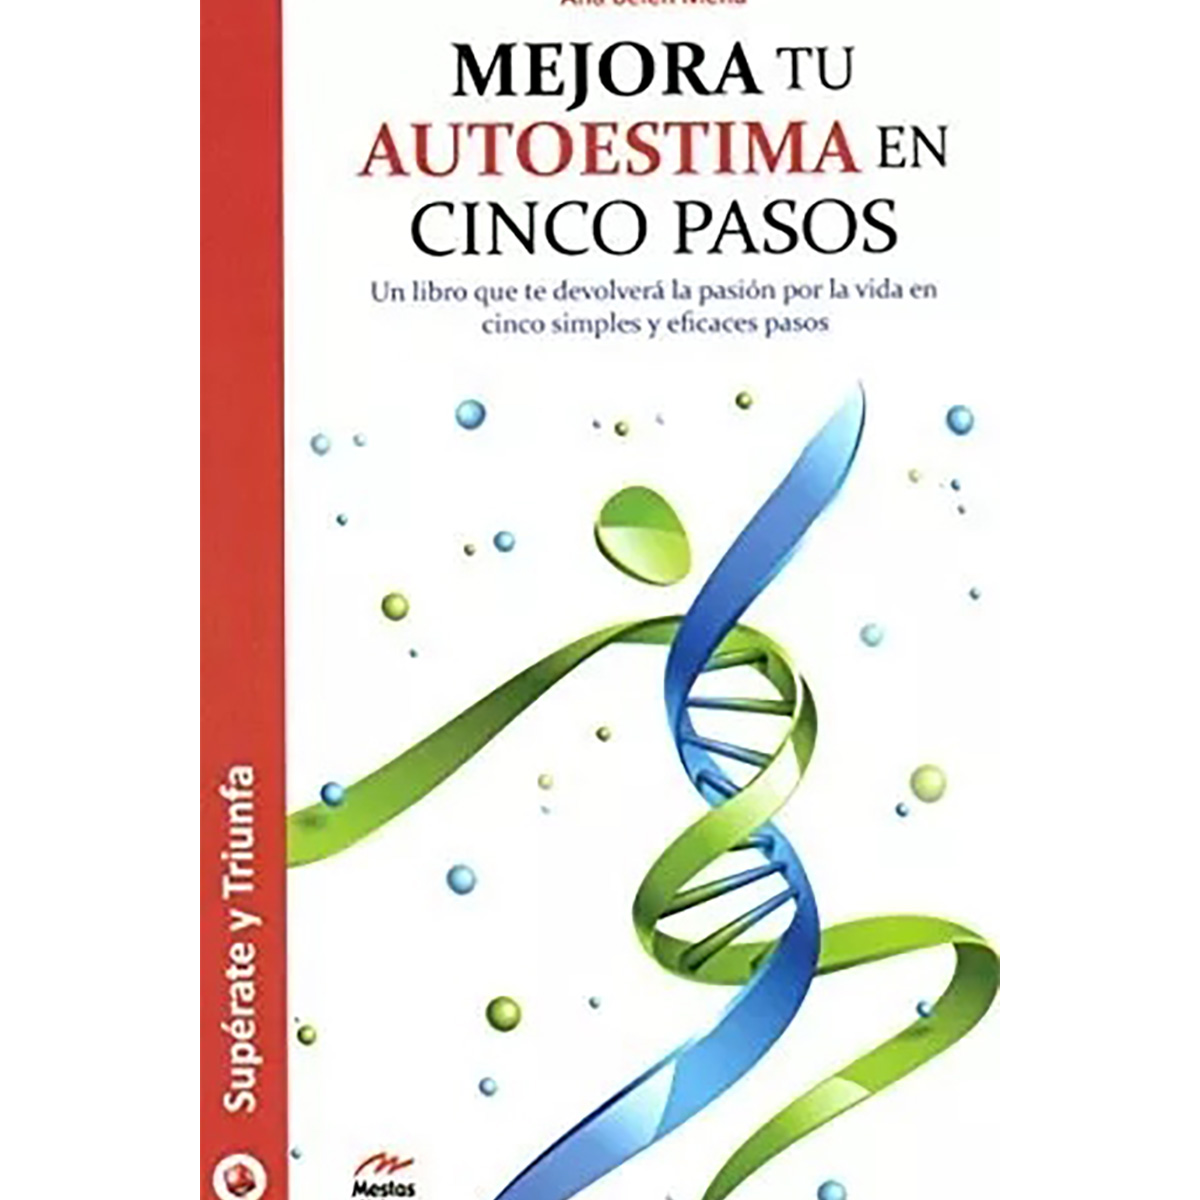 MEJORA TU
AUTOESTIMA EN
CINCO PASOS
Un libro que te devolverá la pasión por la vida en
cinco simples y eficaces pasos
Supérate y Triunfa
Mestas